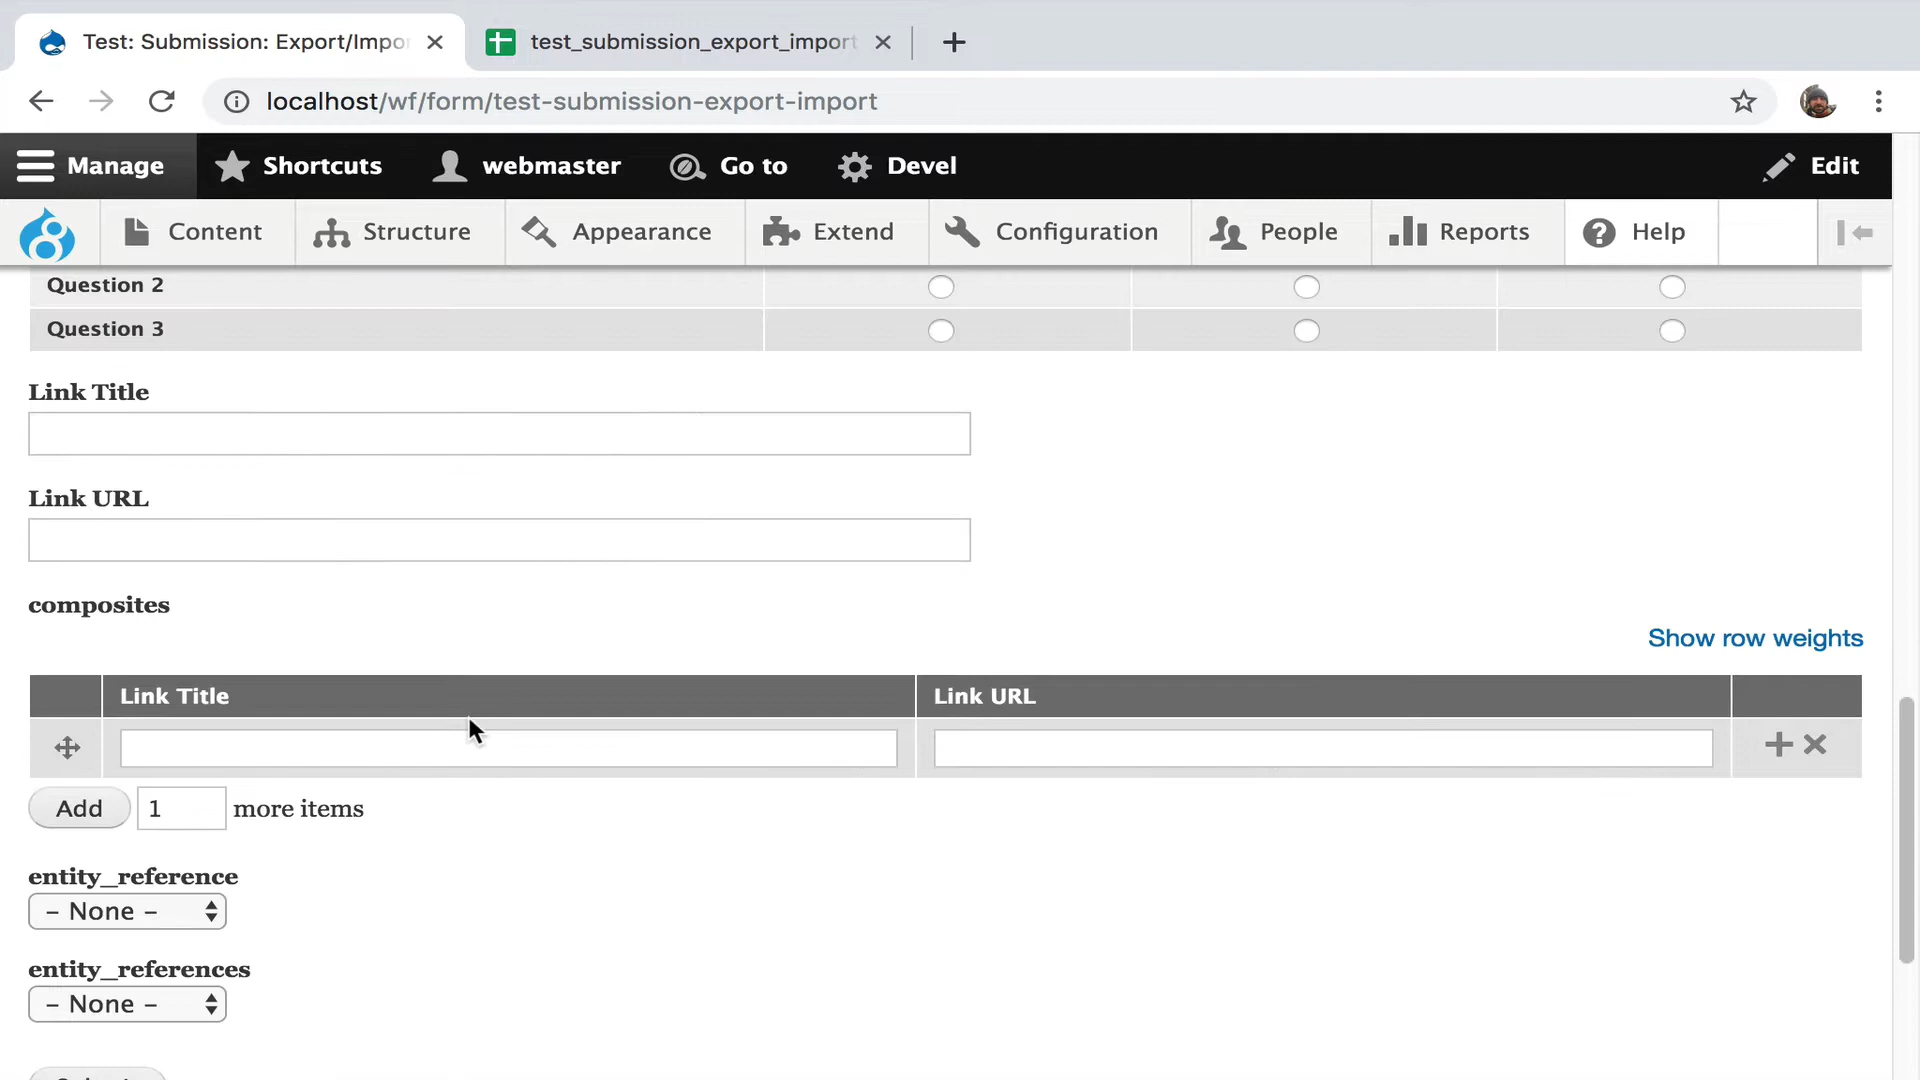 Test: Submission: Export/Impo
test_submission_export_import
localhost/wf/form/test-submission-export-import
Manage
Shortcuts
webmaster
Go to
Devel
Edit
Content
Structure
Appearance
Extend
Configuration
People
Reports
Help
Question 2
Question 3
Link Title
Link URL
composites
Show row weights
Link Title
Link URL
Add
1
more items
entity_reference
– None –
entity_references
– None –